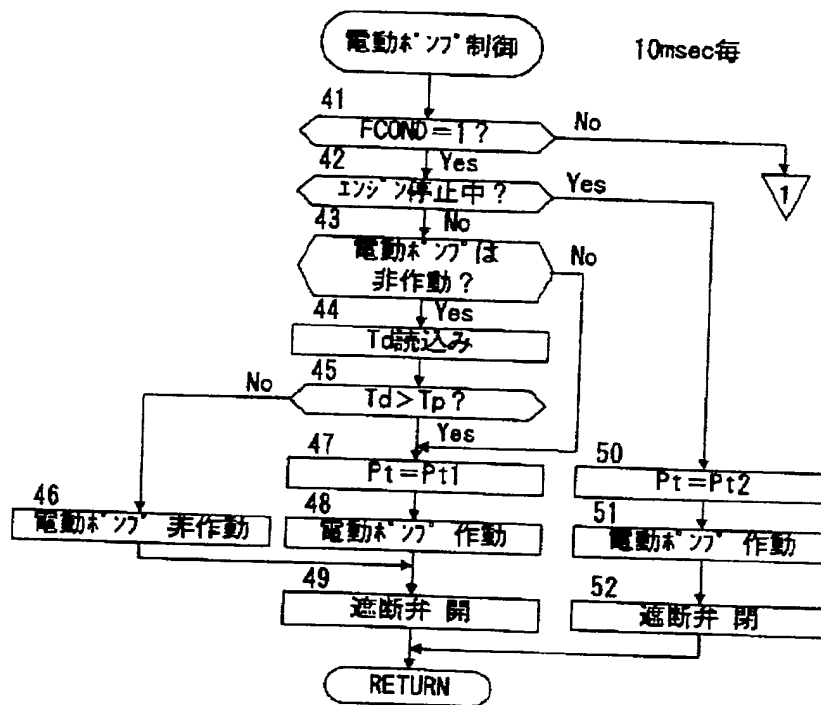 電動ポンプ制御
10msec毎
41
FCOND=1?
No
Yes
1
42
エンジン停止中?
Yes
No
43
電動ポンプは
非作動?
No
Yes
44
Td読込み
45
Td>Tp?
No
Yes
47
Pt=Pt1
50
Pt=Pt2
46
電動ポンプ 非作動
48
電動ポンプ 作動
51
電動ポンプ 作動
49
遮断弁 開
52
遮断弁 閉
RETURN